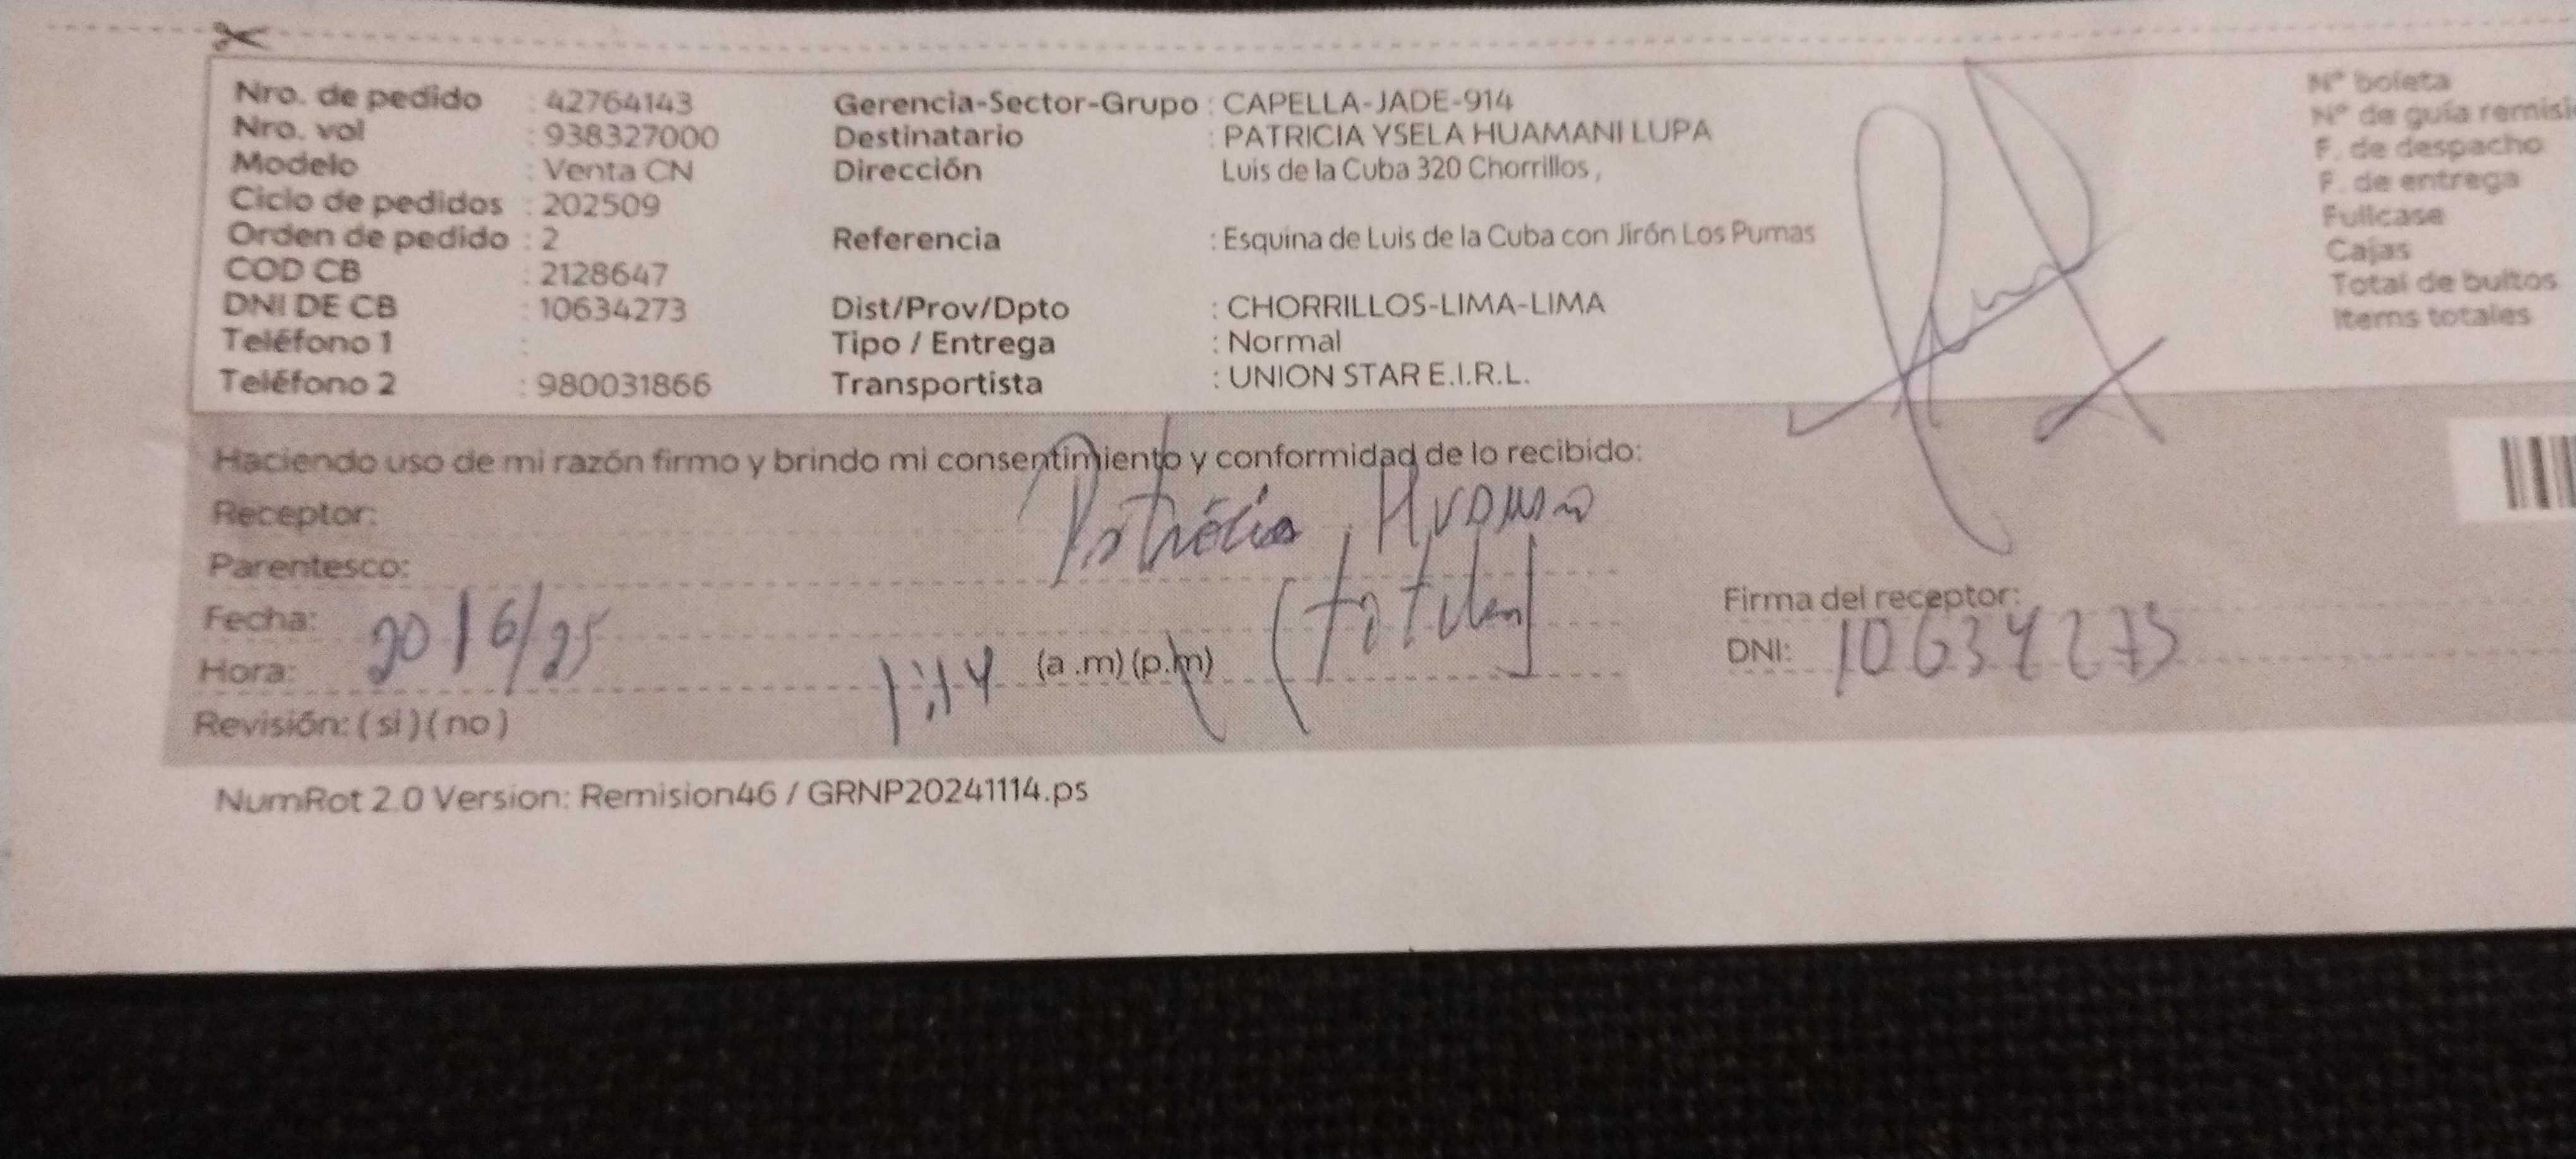 Nro. de pedido : 42764143 Gerencia-Sector-Grupo : CAPELLA-JADE-914 N° boleta
Nro. vol : 938327000 Destinatario : PATRICIA YSELA HUAMANI LUPA N° de guía remisi
Modelo : Venta CN Dirección Luis de la Cuba 320 Chorrillos, F. de despacho
Ciclo de pedidos : 202509 F. de entrega
Orden de pedido : 2 Referencia : Esquina de Luis de la Cuba con Jirón Los Pumas Fullcase
COD CB : 2128647 Cajas
DNI DE CB : 10634273 Dist/Prov/Dpto : CHORRILLOS-LIMA-LIMA Total de bultos
Teléfono 1 : Tipo / Entrega : Normal Items totales
Teléfono 2 : 980031866 Transportista : UNION STAR E.I.R.L.
Haciendo uso de mi razón firmo y brindo mi consentimiento y conformidad de lo recibido:
Receptor: Patricia
Parentesco:
Fecha: 20/6/25 Firma del receptor:
Hora: 1:14 (a.m) (p.m) DNI: 10634273
Revisión: (si) (no)
NumRot 2.0 Version: Remision46 / GRNP20241114.ps